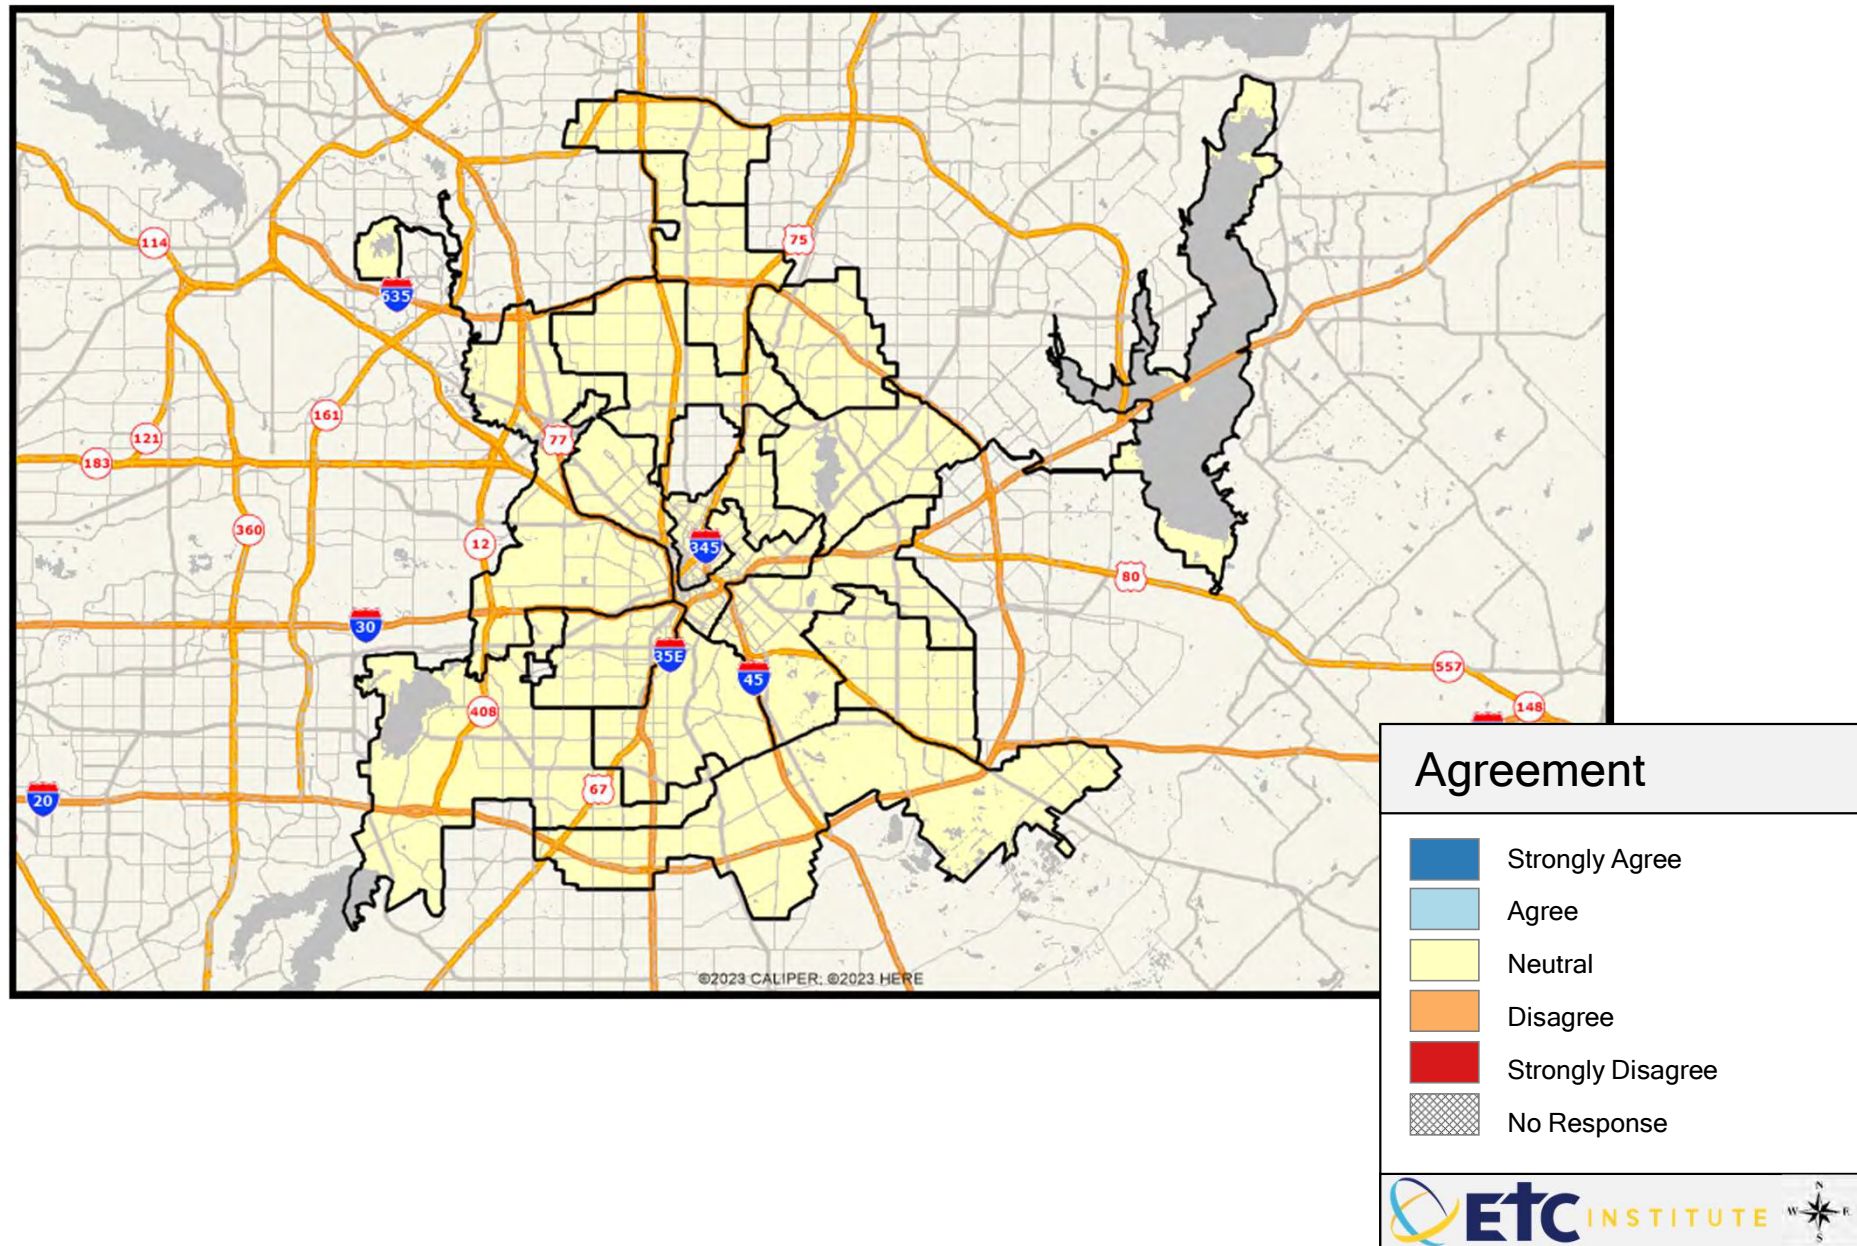 75
114
635
161
121
183
77
360
12
345
80
30
35E
45
557
148
408
67
20
©2023 CALIPER; ©2023 HERE
Agreement
Strongly Agree
Agree
Neutral
Disagree
Strongly Disagree
No Response
ETC INSTITUTE
N
W E
S